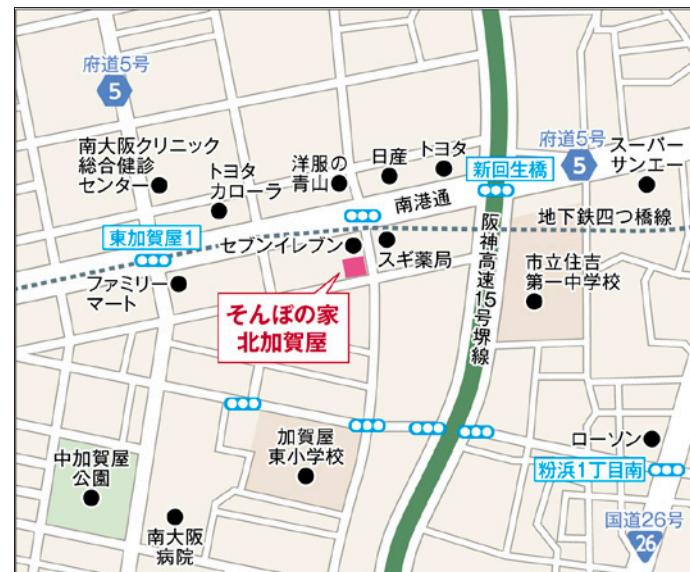 府道5号
5
南大阪クリニック
総合健診
センター
トヨタ
カローラ
洋服の
青山
日産
トヨタ
新回生橋
府道5号
5
スーパー
サンエー
南港通
地下鉄四つ橋線
東加賀屋1
セブンイレブン
スギ薬局
阪神高速15号堺線
市立住吉
第一中学校
ファミリー
マート
そんぽの家
北加賀屋
加賀屋
東小学校
ローソン
粉浜1丁目南
中加賀屋
公園
南大阪
病院
国道26号
26